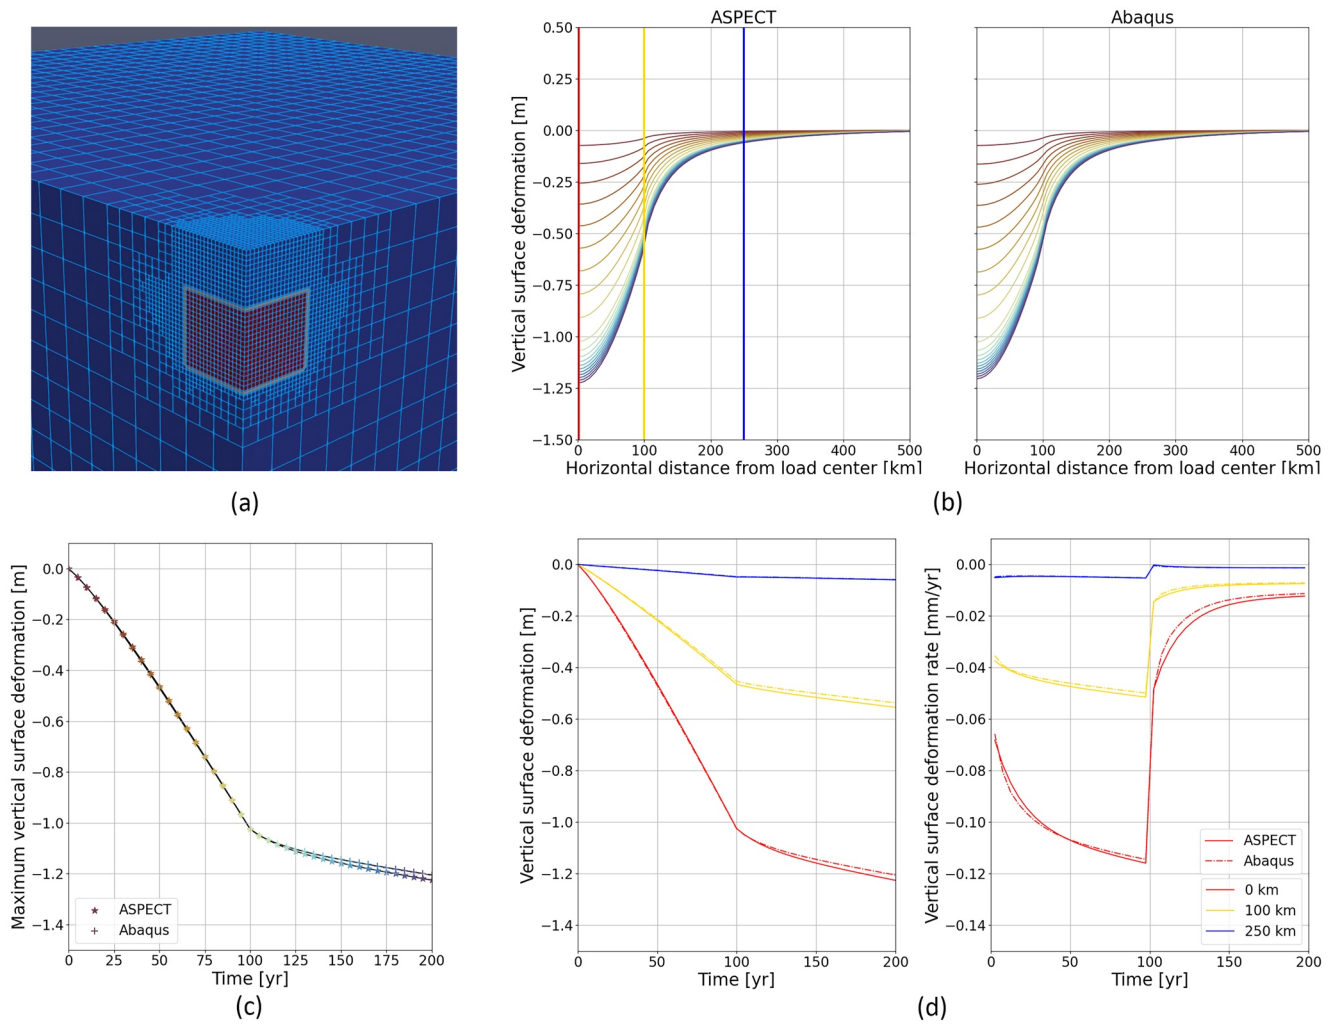 ASPECT
Abaqus
0.50
0.25
0.00
−0.25
−0.50
−0.75
−1.00
−1.25
−1.50
Vertical surface deformation [m]
0 100 200 300 400 500
0 100 200 300 400 500
Horizontal distance from load center [km]
Horizontal distance from load center [km]
(a)
(b)
0.0
−0.2
−0.4
−0.6
−0.8
−1.0
−1.2
−1.4
Maximum vertical surface deformation [m]
ASPECT
Abaqus
0 25 50 75 100 125 150 175 200
Time [yr]
(c)
0.0
−0.2
−0.4
−0.6
−0.8
−1.0
−1.2
−1.4
Vertical surface deformation [m]
0 50 100 150 200
Time [yr]
0.00
−0.02
−0.04
−0.06
−0.08
−0.10
−0.12
−0.14
Vertical surface deformation rate [mm/yr]
ASPECT
Abaqus
0 km
100 km
250 km
0 50 100 150 200
Time [yr]
(d)